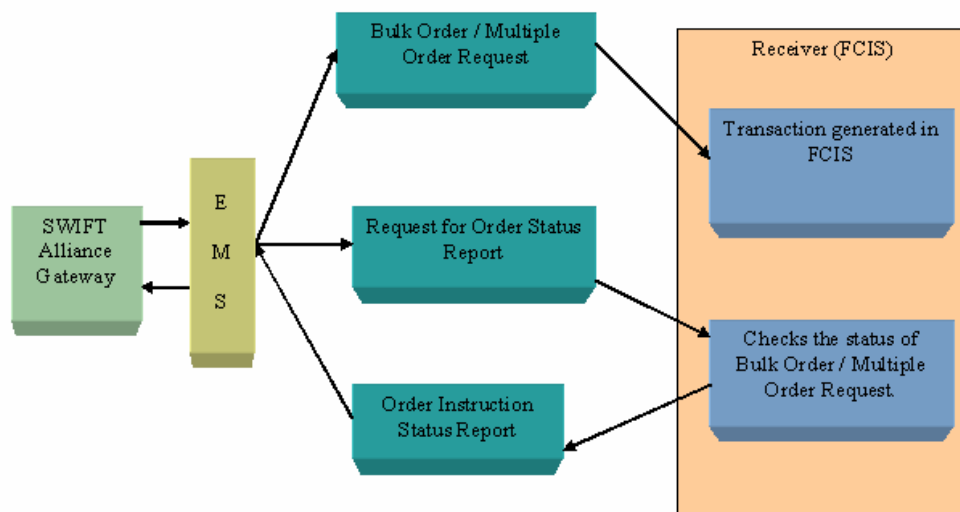 Bulk Order / Multiple
Order Request
Receiver (FCIS)
Transaction generated in
FCIS
E
M
S
SWIFT
Alliance
Gateway
Request for Order Status
Report
Checks the status of
Bulk Order / Multiple
Order Request.
Order Instruction
Status Report